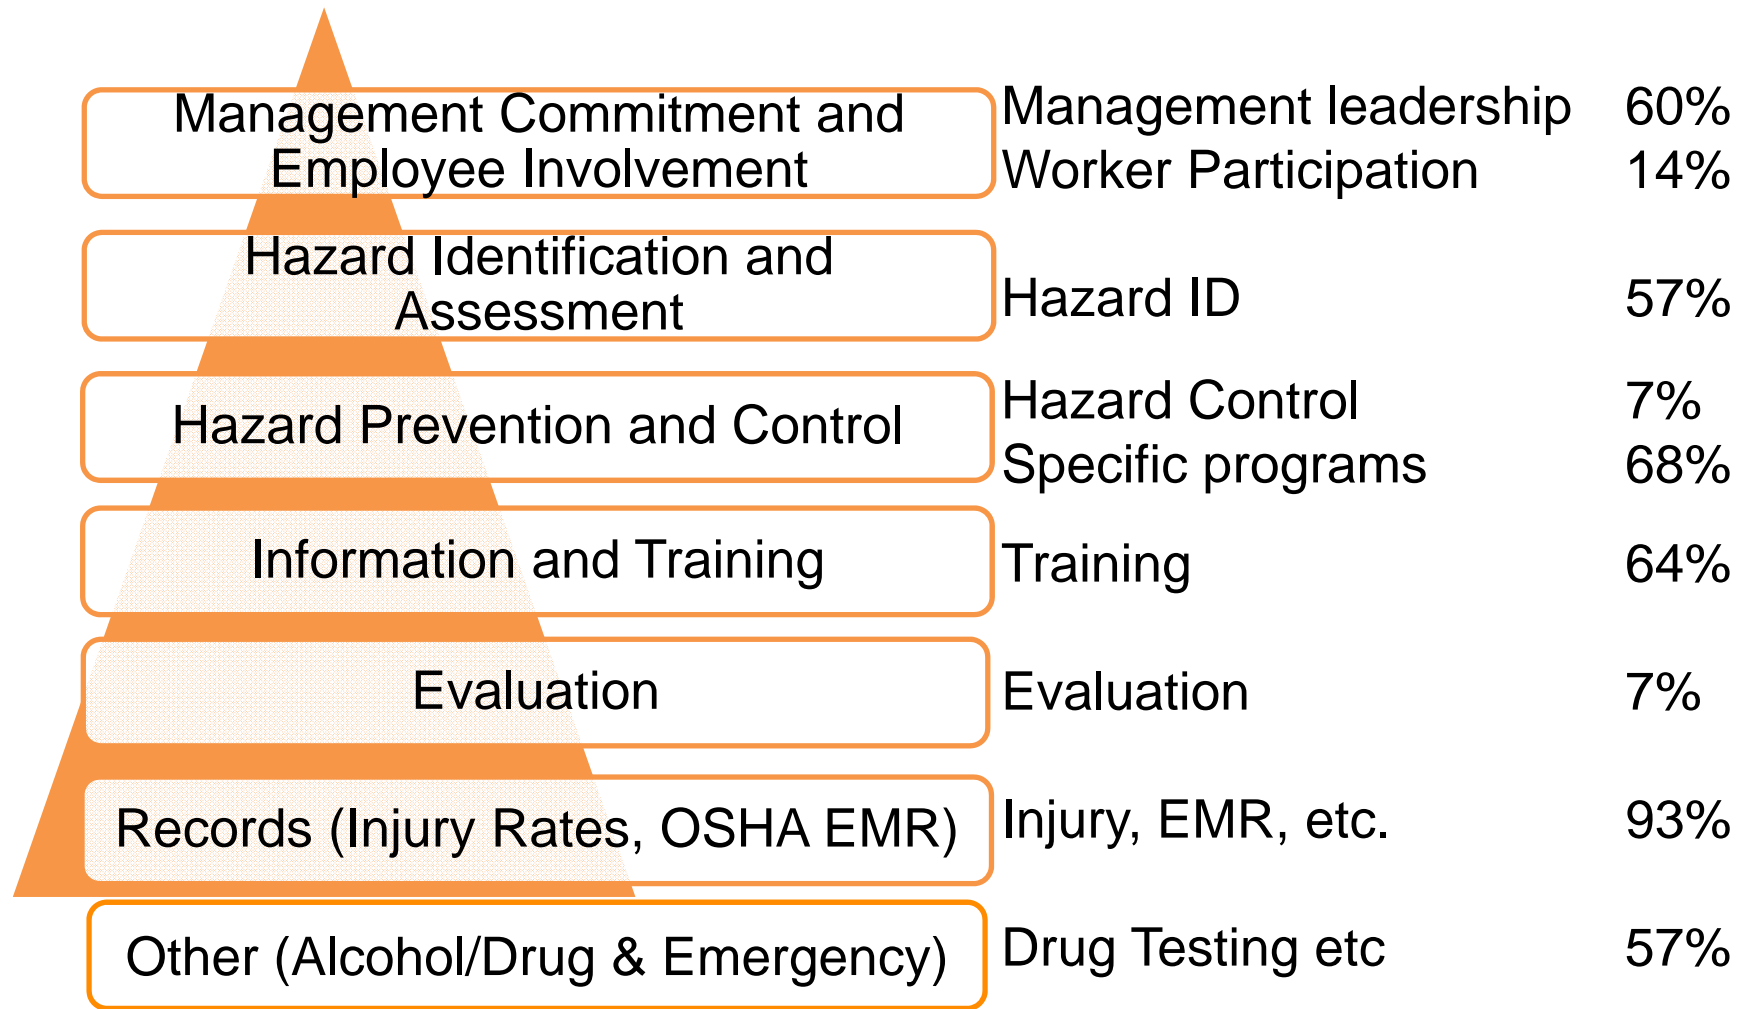 Management Commitment and
Employee Involvement
Management leadership 60%
Worker Participation 14%
Hazard Identification and
Assessment
Hazard ID 57%
Hazard Prevention and Control
Hazard Control 7%
Specific programs 68%
Information and Training
Training 64%
Evaluation
Evaluation 7%
Records (Injury Rates, OSHA EMR)
Injury, EMR, etc. 93%
Other (Alcohol/Drug & Emergency)
Drug Testing etc 57%